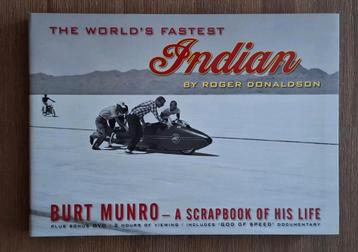 THE WORLD'S FASTEST
Indian
BY ROGER DONALDSON
BURT MUNRO – A SCRAPBOOK OF HIS LIFE
PLUS BONUS DVD • 2 HOURS OF VIEWING • INCLUDES 'GOD OF SPEED' DOCUMENTARY